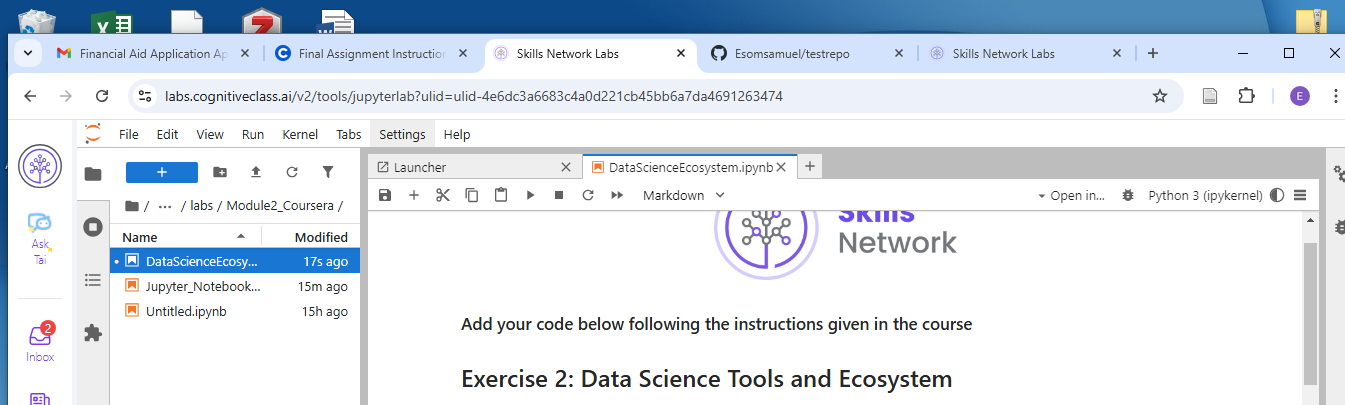 Financial Aid Application Ap
Final Assignment Instruction
Skills Network Labs
Esomsamuel/testrepo
Skills Network Labs
labs.cognitiveclass.ai/v2/tools/jupyterlab?ulid=ulid-4e6dc3a6683c4a0d221cb45bb6a7da4691263474
E
File Edit View Run Kernel Tabs Settings Help
Launcher
DataScienceEcosystem.ipynb
Markdown
Open in...
Python 3 (ipykernel)
/ ... / labs / Module2_Coursera /
Name Modified
DataScienceEcosy... 17s ago
Jupyter_Notebook... 15m ago
Untitled.ipynb 15h ago
Ask
Tai
2
Inbox
Skills
Network
Add your code below following the instructions given in the course
Exercise 2: Data Science Tools and Ecosystem